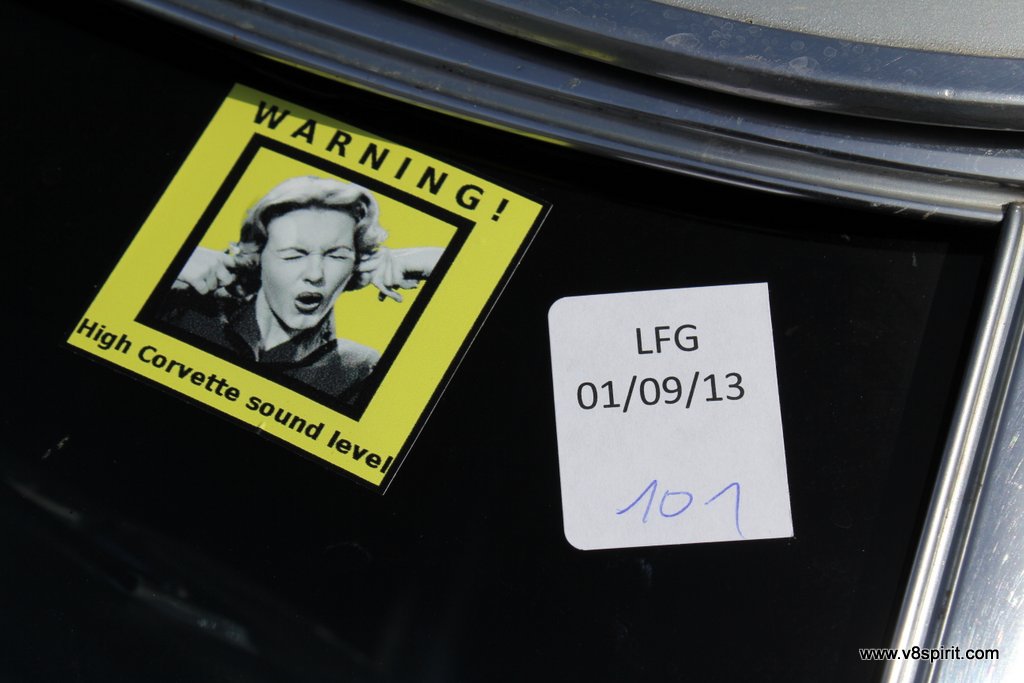 WARNING!
High Corvette sound level
LFG
01/09/13
101
www.v8spirit.com